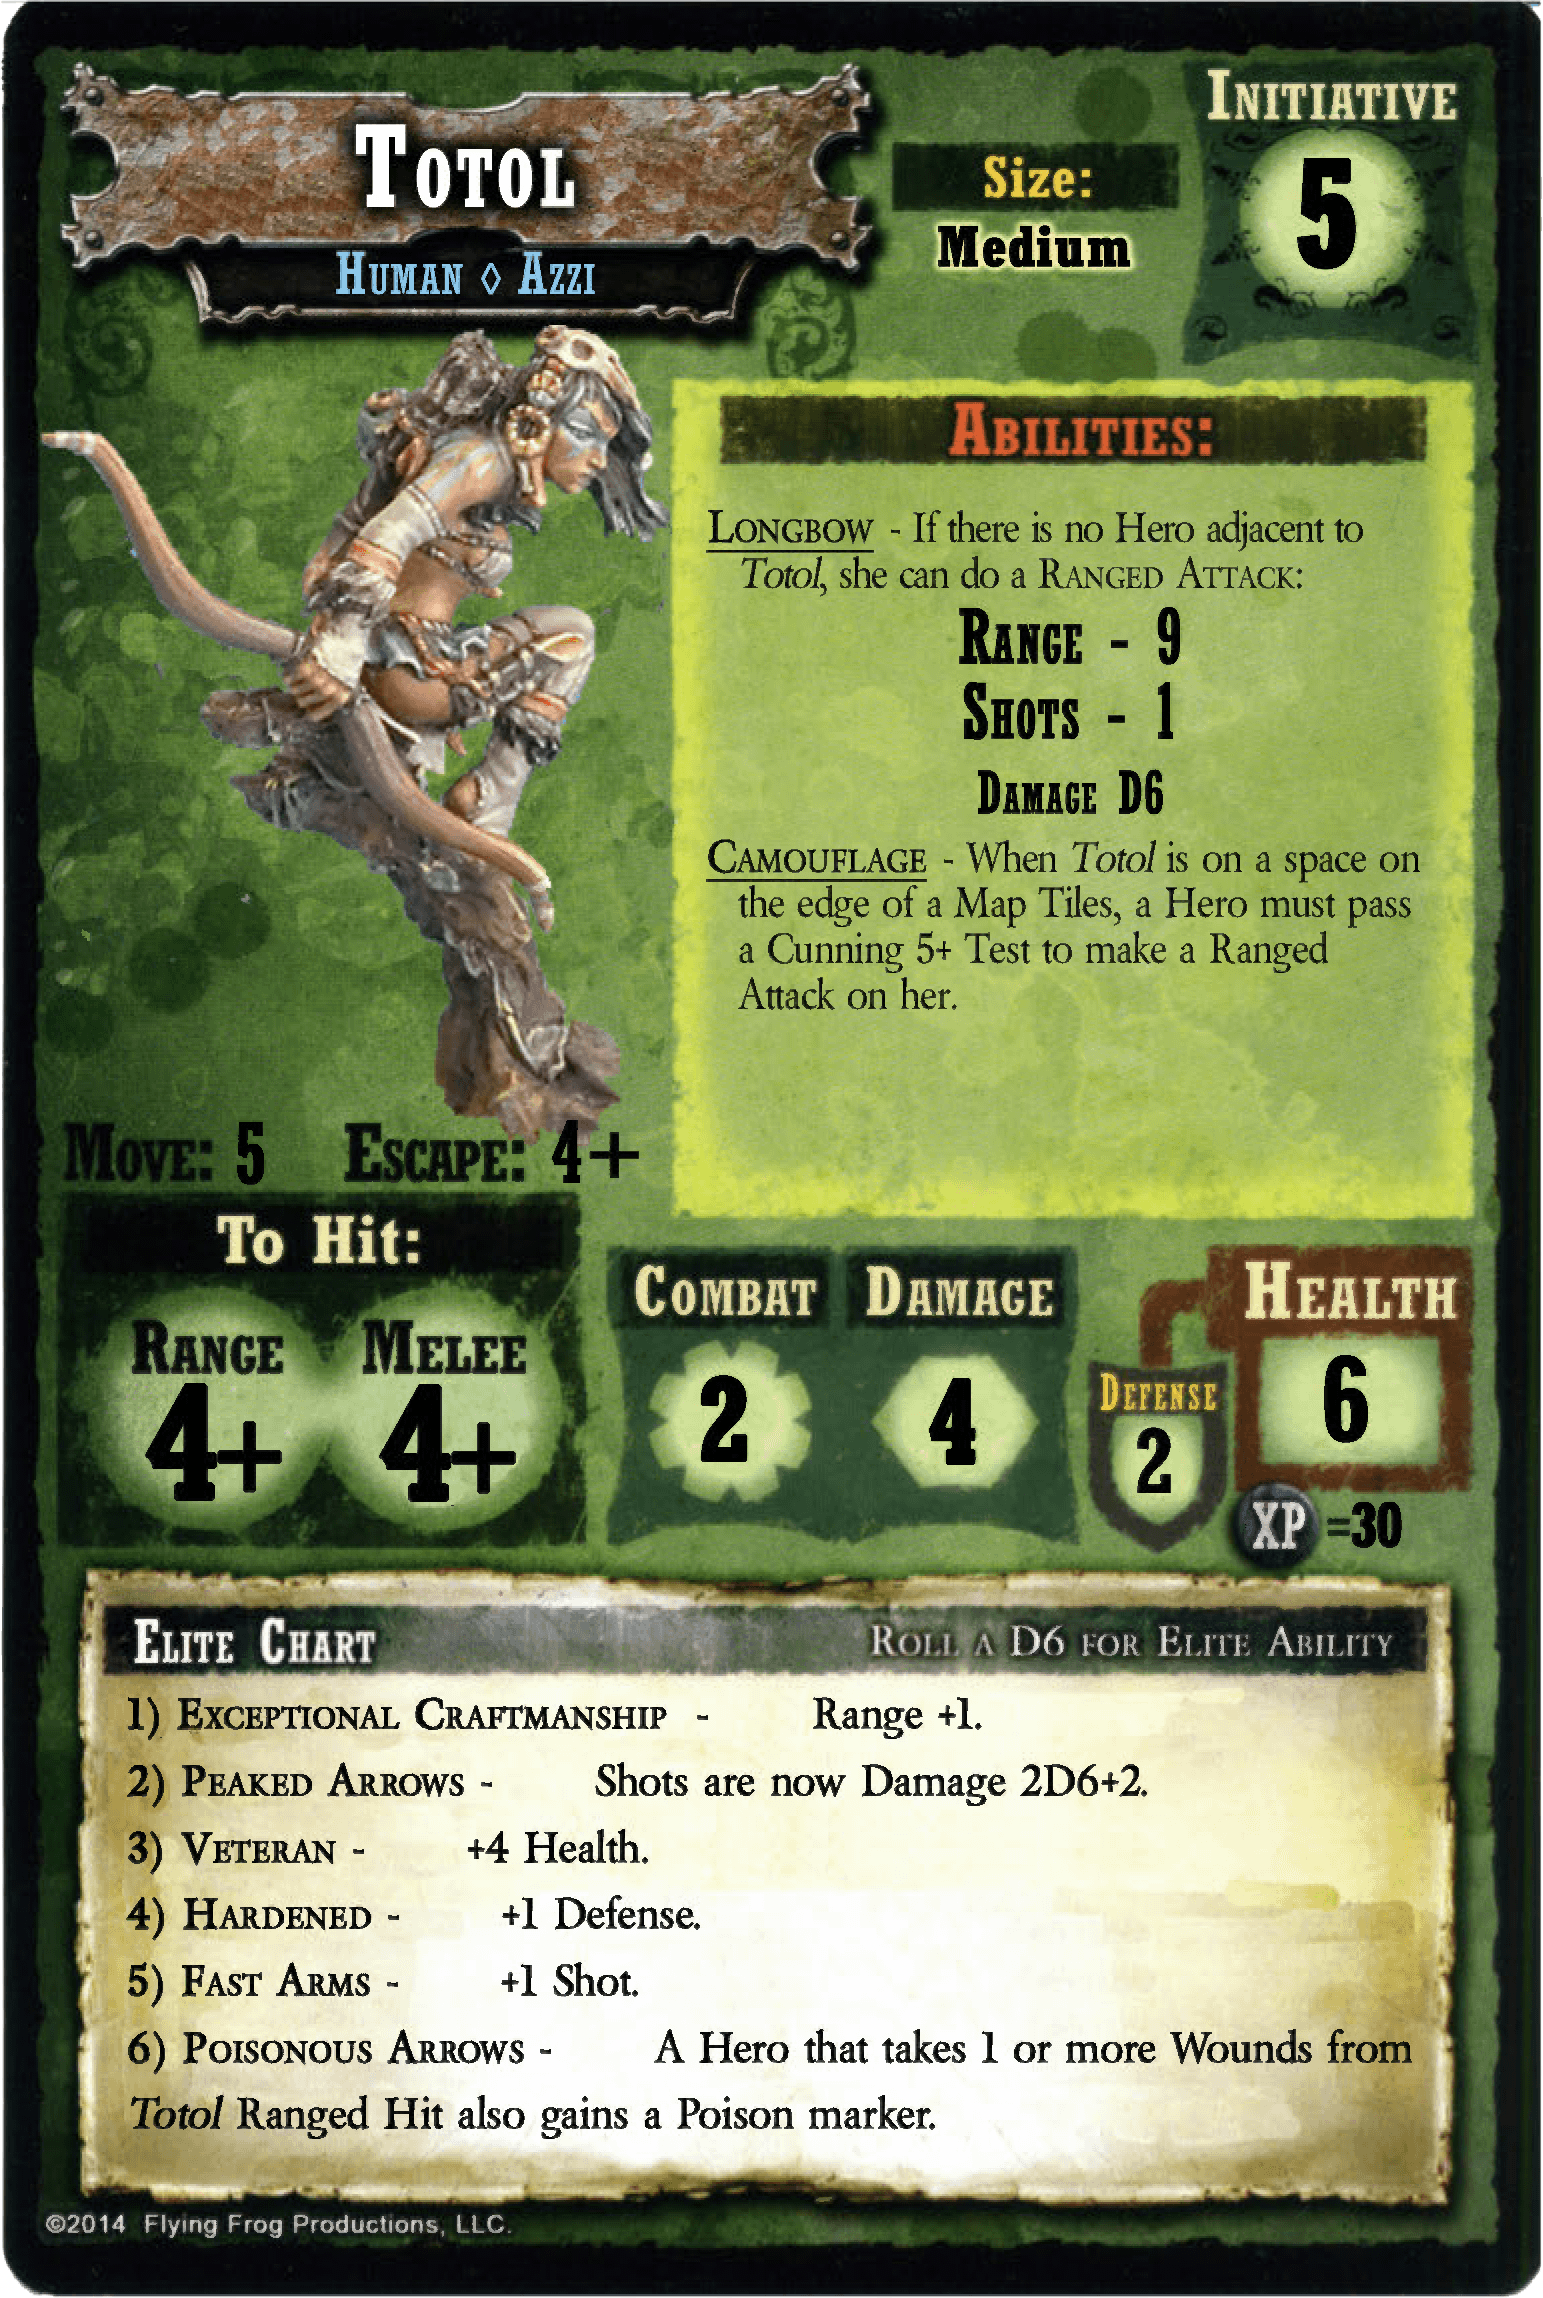 Totol
Human ◊ Azzi
Size:
Medium
Initiative
5
Abilities:
Longbow - If there is no Hero adjacent to
Totol, she can do a Ranged Attack:
Range - 9
Shots - 1
Damage D6
Camouflage - When Totol is on a space on
the edge of a Map Tiles, a Hero must pass
a Cunning 5+ Test to make a Ranged
Attack on her.
Move: 5 Escape: 4+
To Hit:
Range Melee
4+ 4+
Combat Damage
2 4
Defense
2
Health
6
XP =30
Elite Chart Roll a D6 for Elite Ability
1) Exceptional Craftmanship - Range +1.
2) Peaked Arrows - Shots are now Damage 2D6+2.
3) Veteran - +4 Health.
4) Hardened - +1 Defense.
5) Fast Arms - +1 Shot.
6) Poisonous Arrows - A Hero that takes 1 or more Wounds from
Totol Ranged Hit also gains a Poison marker.
©2014 Flying Frog Productions, LLC.